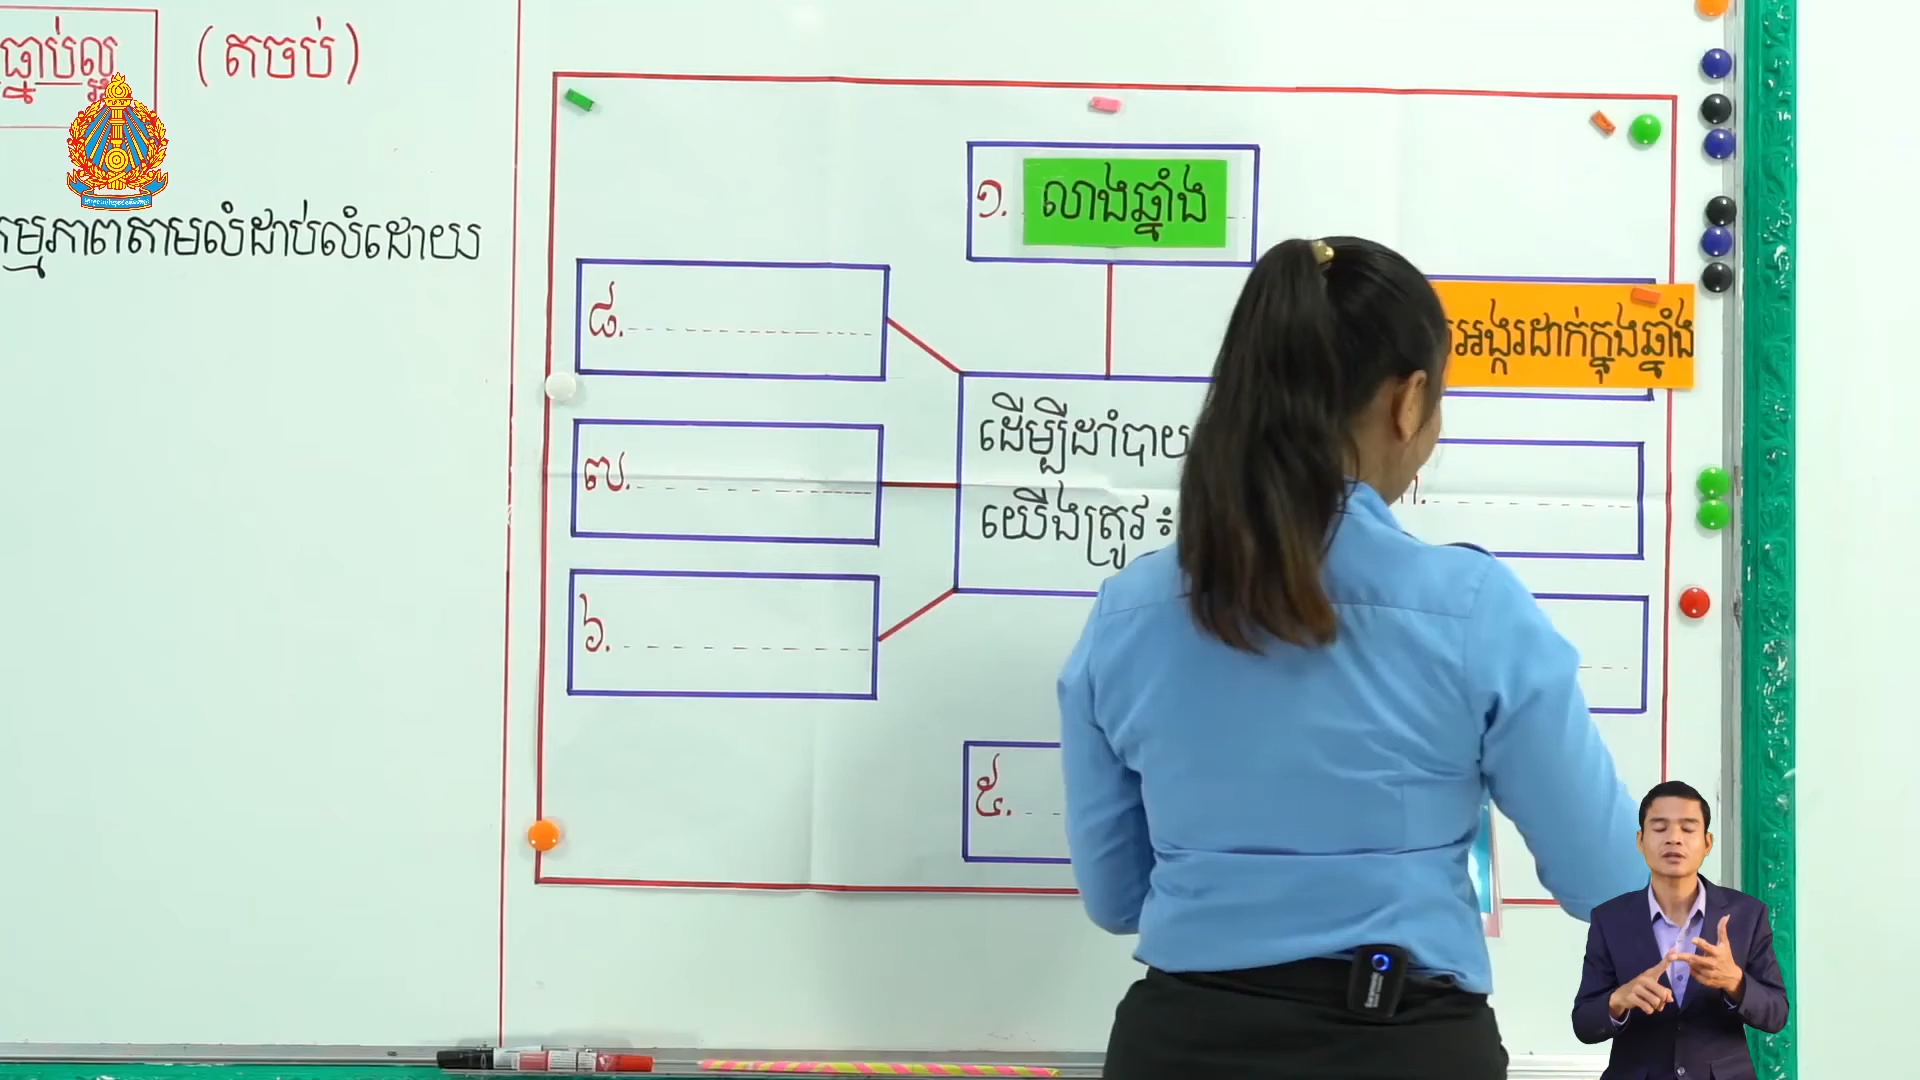 ធ្នាប់ល្អ (តចប់)
កម្មភាពតាមលំដាប់លំដោយ
១. លាងឆ្នាំង
អង្ករដាក់ក្នុងឆ្នាំង
៨.
ដើម្បីដាំបាយ
យើងត្រូវ៖
៧.
៦.
៥.